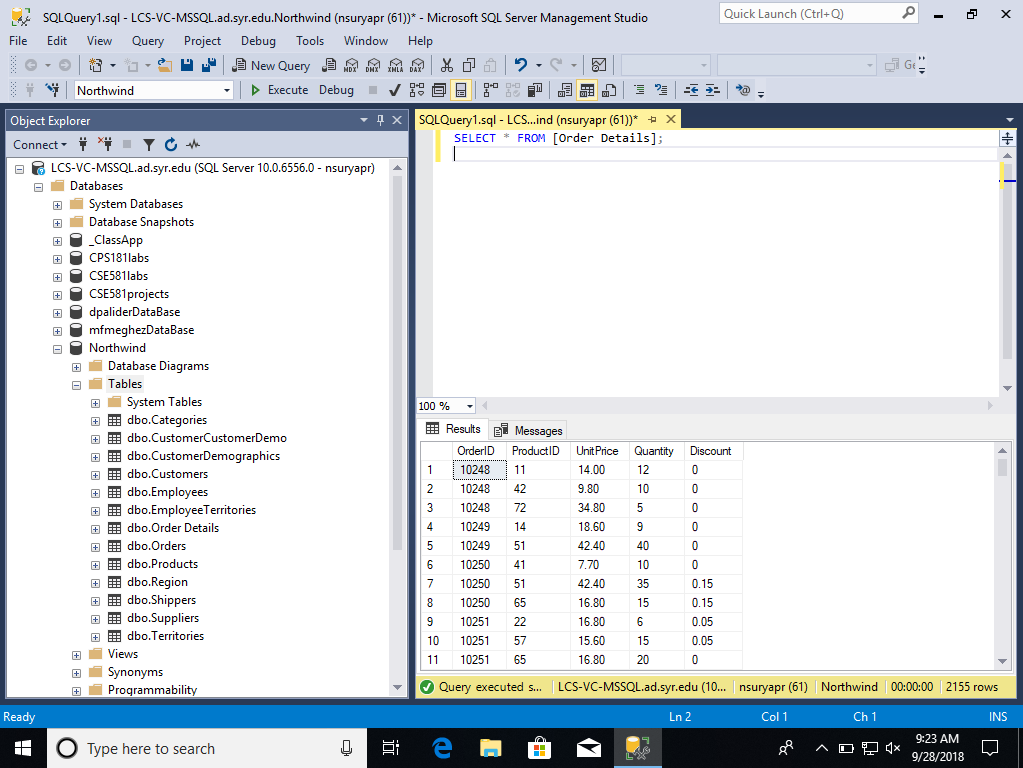 SQLQuery1.sql - LCS-VC-MSSQL.ad.syr.edu.Northwind (nsuryapr (61))* - Microsoft SQL Server Management Studio
Quick Launch (Ctrl+Q)
File Edit View Query Project Debug Tools Window Help
New Query MDX DMX XMLA DAX
Northwind Execute Debug
Object Explorer
Connect
LCS-VC-MSSQL.ad.syr.edu (SQL Server 10.0.6556.0 - nsuryapr)
Databases
System Databases
Database Snapshots
_ClassApp
CPS181labs
CSE581labs
CSE581projects
dpaliderDataBase
mfmeghezDataBase
Northwind
Database Diagrams
Tables
System Tables
dbo.Categories
dbo.CustomerCustomerDemo
dbo.CustomerDemographics
dbo.Customers
dbo.Employees
dbo.EmployeeTerritories
dbo.Order Details
dbo.Orders
dbo.Products
dbo.Region
dbo.Shippers
dbo.Suppliers
dbo.Territories
Views
Synonyms
Programmability
SQLQuery1.sql - LCS...ind (nsuryapr (61))*
SELECT * FROM [Order Details];
100 %
Results Messages
OrderID ProductID UnitPrice Quantity Discount
1 10248 11 14.00 12 0
2 10248 42 9.80 10 0
3 10248 72 34.80 5 0
4 10249 14 18.60 9 0
5 10249 51 42.40 40 0
6 10250 41 7.70 10 0
7 10250 51 42.40 35 0.15
8 10250 65 16.80 15 0.15
9 10251 22 16.80 6 0.05
10 10251 57 15.60 15 0.05
11 10251 65 16.80 20 0
Query executed s... LCS-VC-MSSQL.ad.syr.edu (10... nsuryapr (61) Northwind 00:00:00 2155 rows
Ready Ln 2 Col 1 Ch 1 INS
Type here to search
9:23 AM
9/28/2018